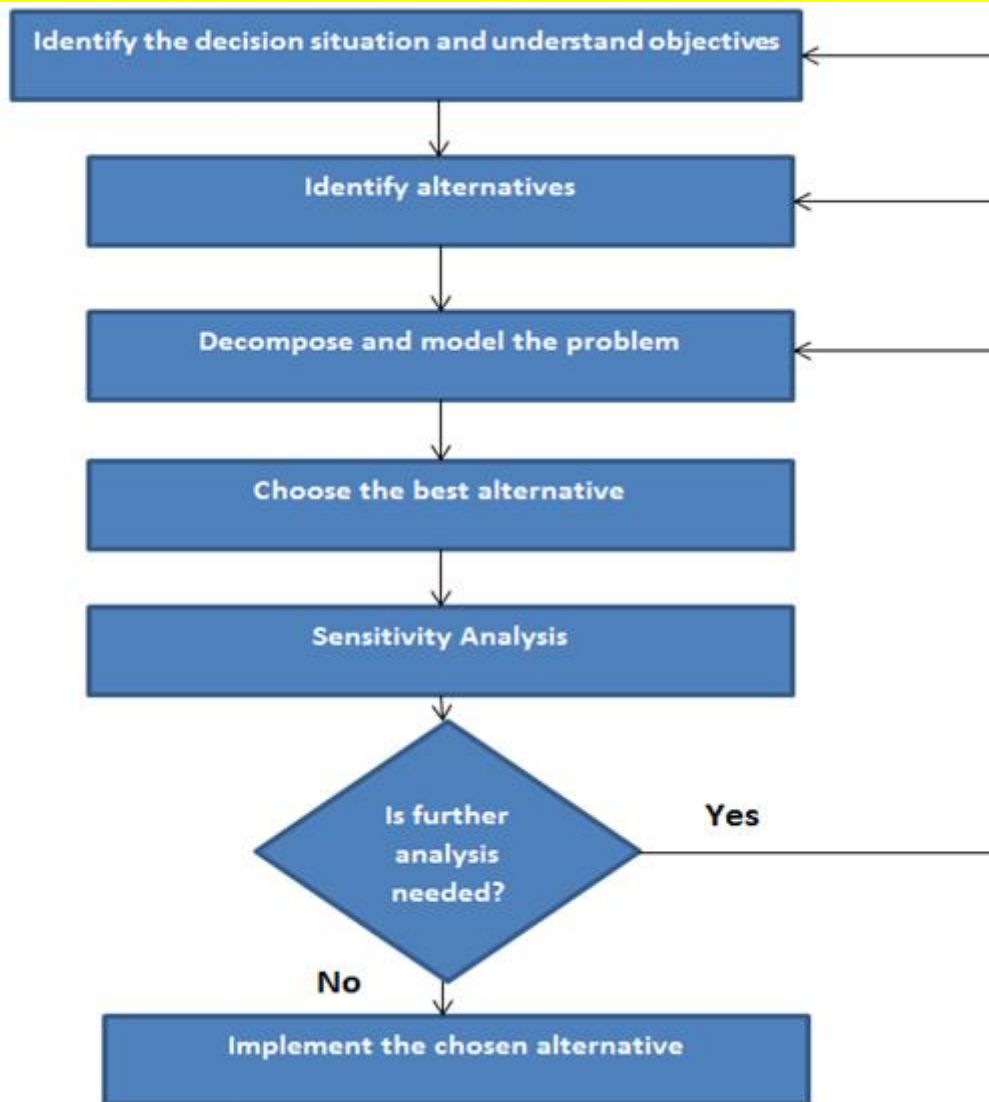 Identify the decision situation and understand objectives
Identify alternatives
Decompose and model the problem
Choose the best alternative
Sensitivity Analysis
Is further
analysis
needed?
Yes
No
Implement the chosen alternative